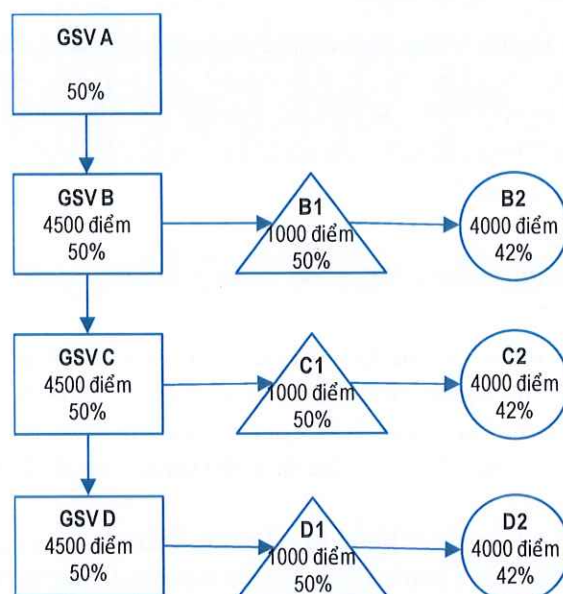 GSV A
50%
GSV B
4500 điểm
50%
B1
1000 điểm
50%
B2
4000 điểm
42%
GSV C
4500 điểm
50%
C1
1000 điểm
50%
C2
4000 điểm
42%
GSV D
4500 điểm
50%
D1
1000 điểm
50%
D2
4000 điểm
42%